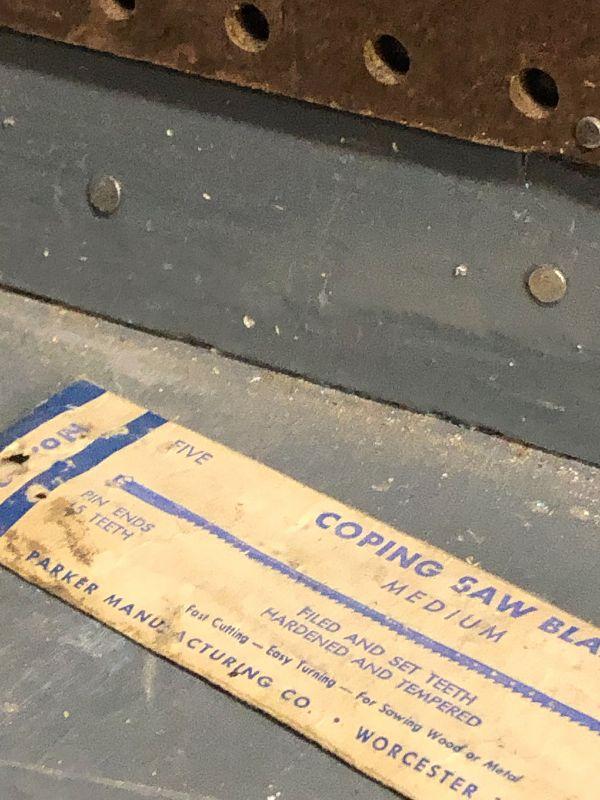 No.
FIVE
COPING SAW BLA
MEDIUM
PIN ENDS
15 TEETH
FILED AND SET TEETH
HARDENED AND TEMPERED
Fast Cutting — Easy Turning — For Sawing Wood or Metal
PARKER MANUFACTURING CO. • WORCESTER